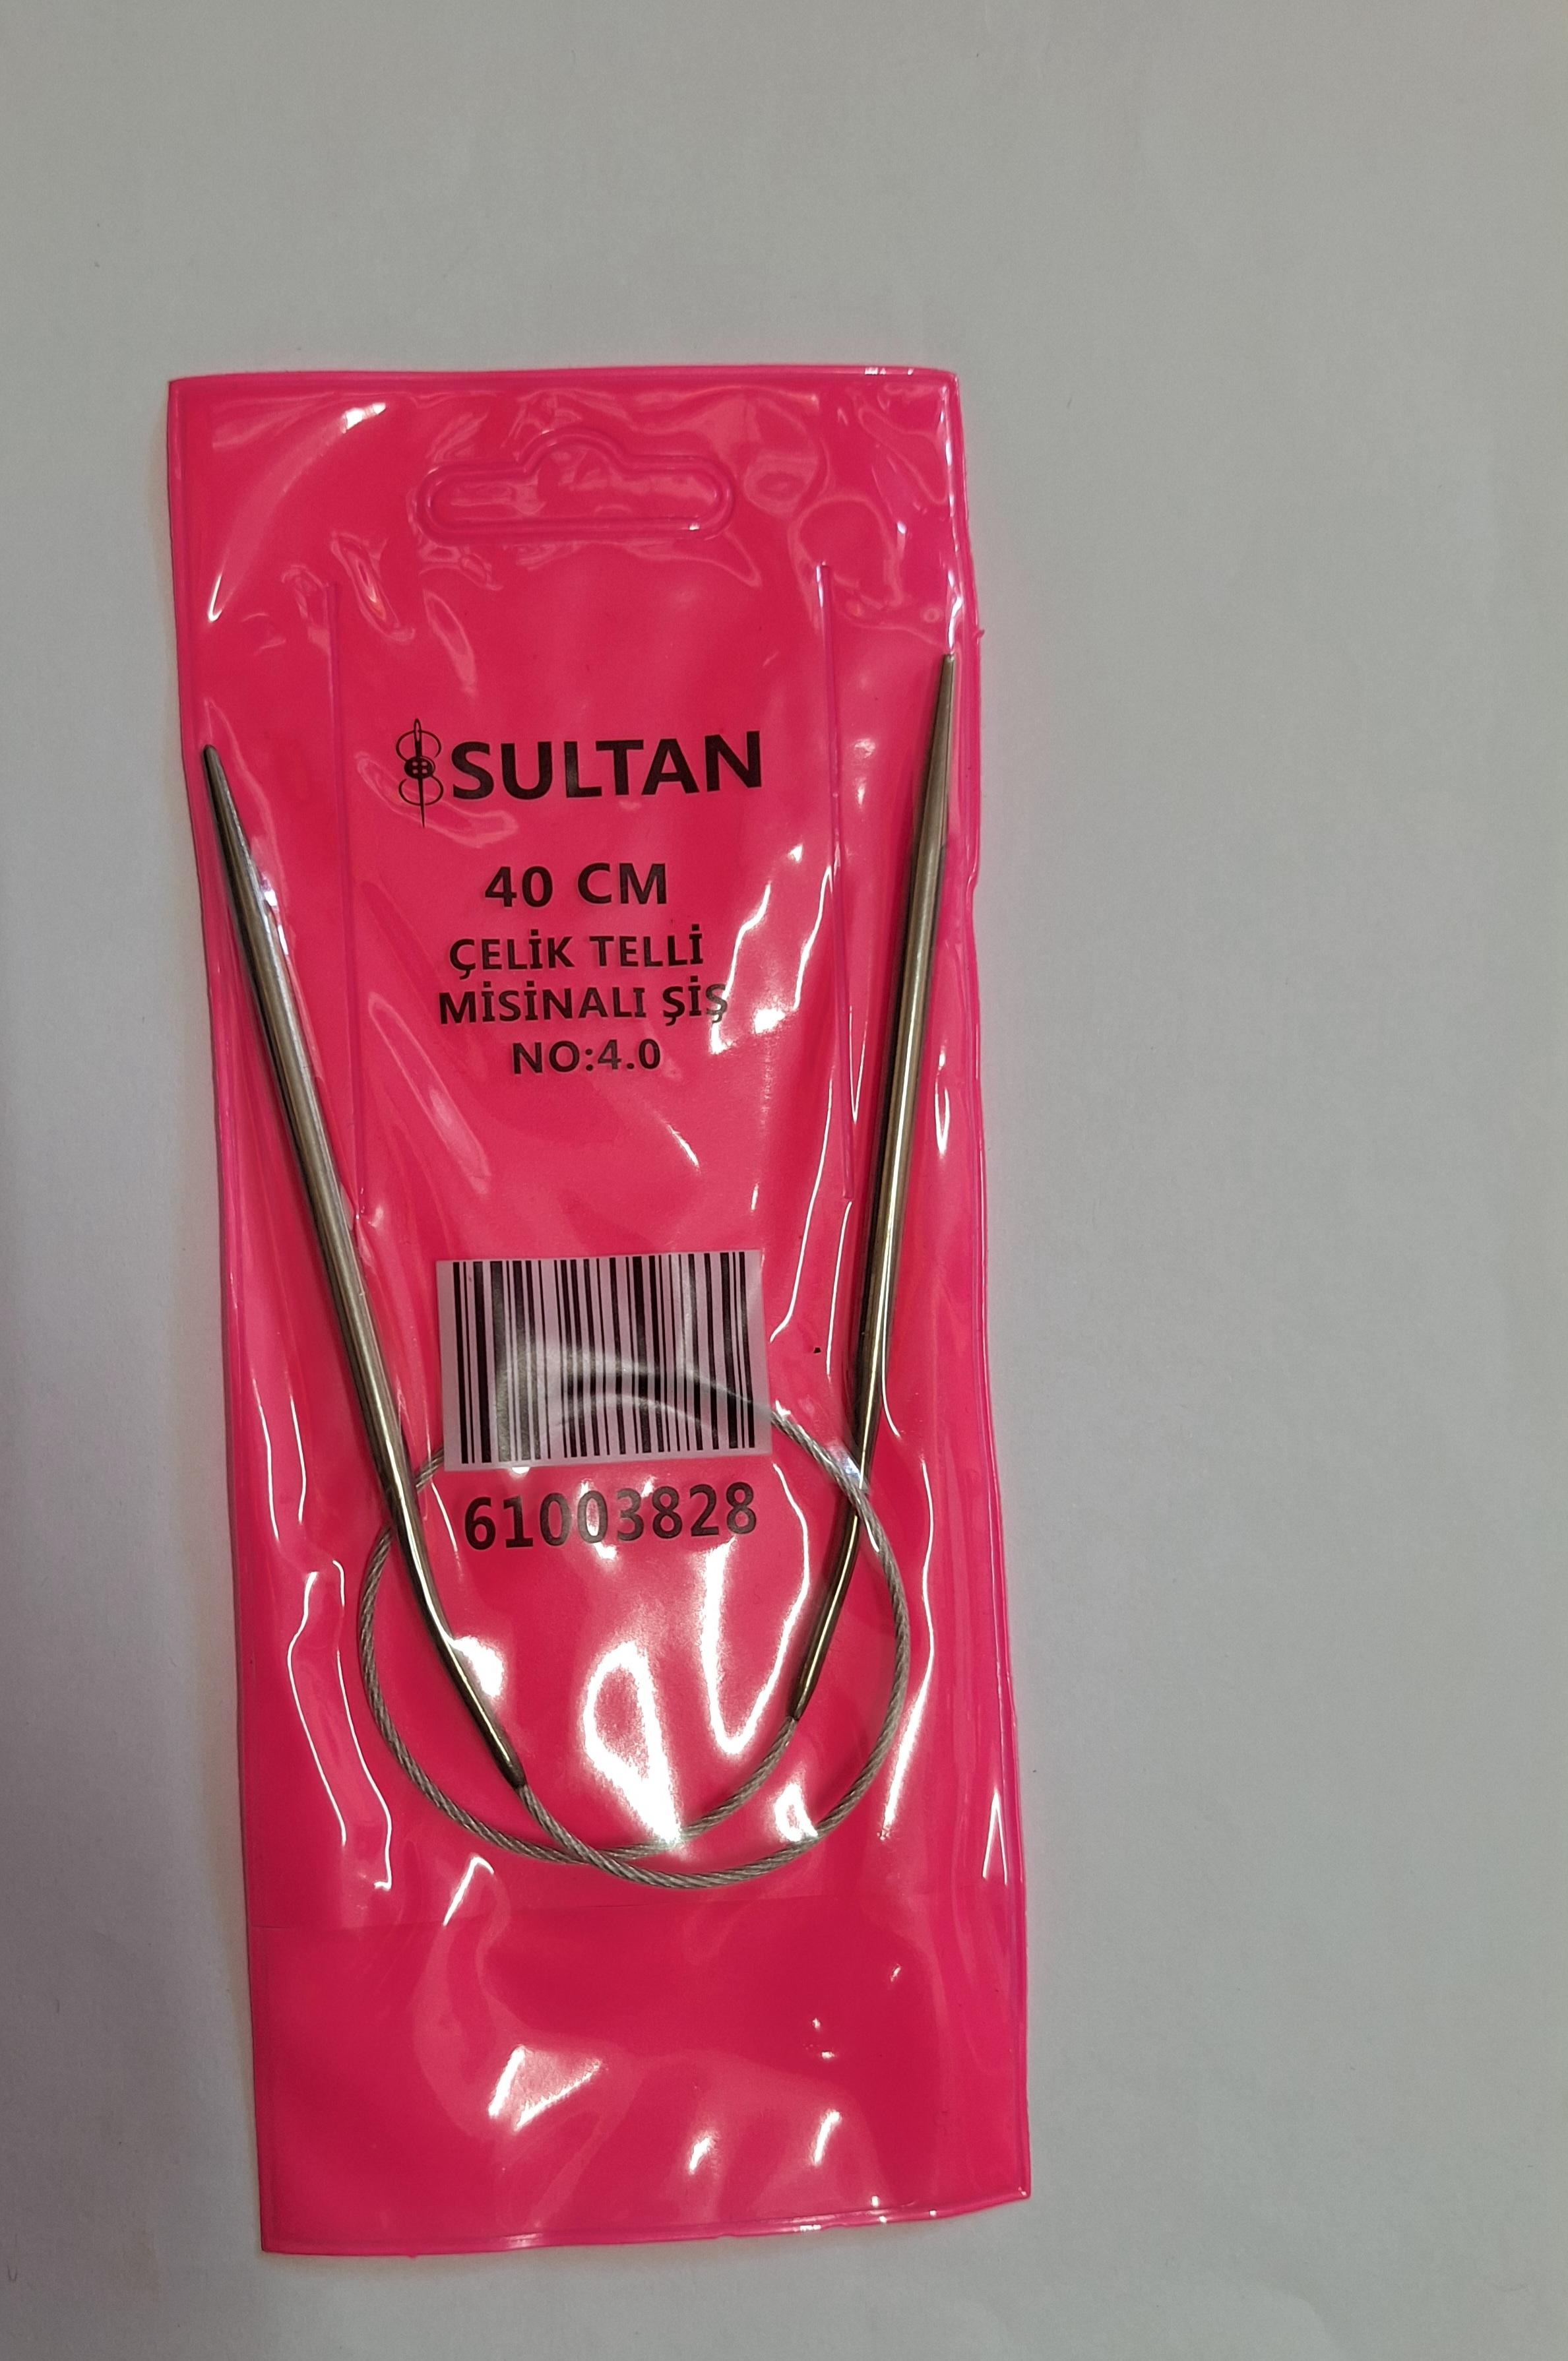 SULTAN
40 CM
ÇELİK TELLİ
MİSİNALI ŞİŞ
NO:4.0
61003828